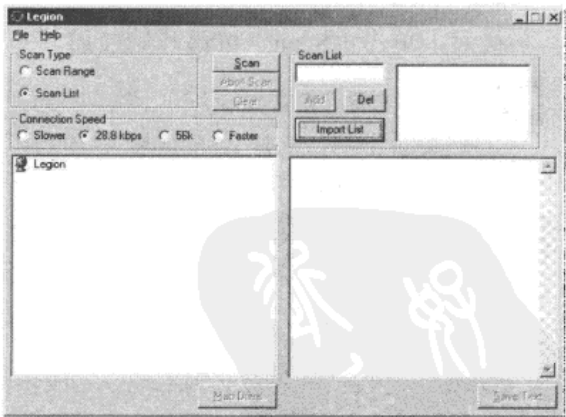 Legion
File Help
Scan Type
Scan Range
Scan List
Scan
Abort Scan
Clear
Scan List
Add
Del
Import List
Connection Speed
Slower
28.8 kbps
56k
Faster
Legion
Map Drive
Save Text